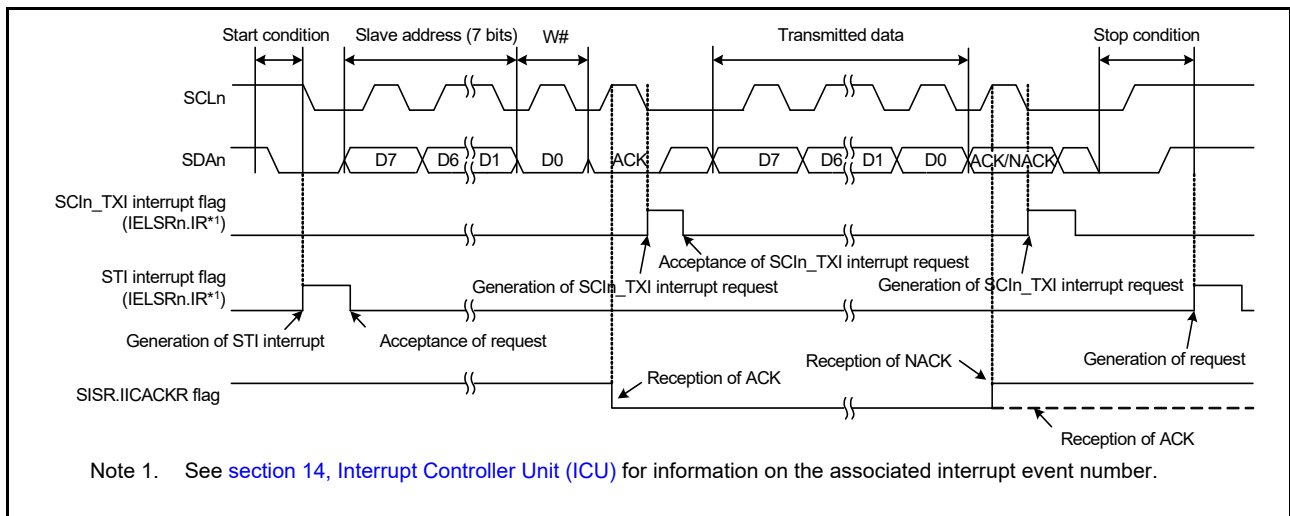 Start condition Slave address (7 bits) W# Transmitted data Stop condition
SCLn
SDAn D7 D6 D1 D0 ACK D7 D6 D1 D0 ACK/NACK
SCIn_TXI interrupt flag
(IELSRn.IR*1)
Acceptance of SCIn_TXI interrupt request
Generation of SCIn_TXI interrupt request Generation of SCIn_TXI interrupt request
STI interrupt flag
(IELSRn.IR*1)
Generation of STI interrupt Acceptance of request Generation of request
Reception of ACK Reception of NACK
SISR.IICACKR flag
Reception of ACK
Note 1. See section 14, Interrupt Controller Unit (ICU) for information on the associated interrupt event number.